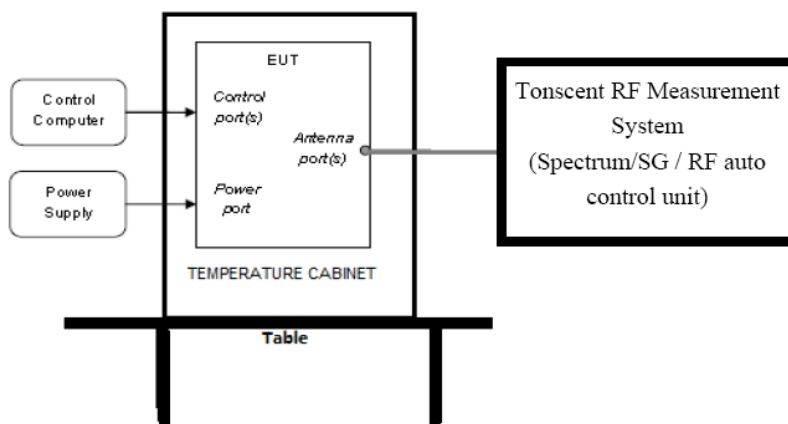 EUT
Control
Computer
Control
port(s)
Antenna
port(s)
Power
Supply
Power
port
TEMPERATURE CABINET
Table
Tonscent RF Measurement
System
(Spectrum/SG / RF auto
control unit)